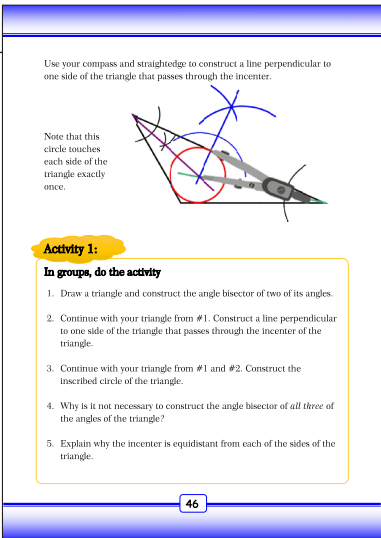 Use your compass and straightedge to construct a line perpendicular to
one side of the triangle that passes through the incenter.
Note that this
circle touches
each side of the
triangle exactly
once.
Activity 1:
In groups, do the activity
1. Draw a triangle and construct the angle bisector of two of its angles.
2. Continue with your triangle from #1. Construct a line perpendicular
to one side of the triangle that passes through the incenter of the
triangle.
3. Continue with your triangle from #1 and #2. Construct the
inscribed circle of the triangle.
4. Why is it not necessary to construct the angle bisector of all three of
the angles of the triangle?
5. Explain why the incenter is equidistant from each of the sides of the
triangle.
46